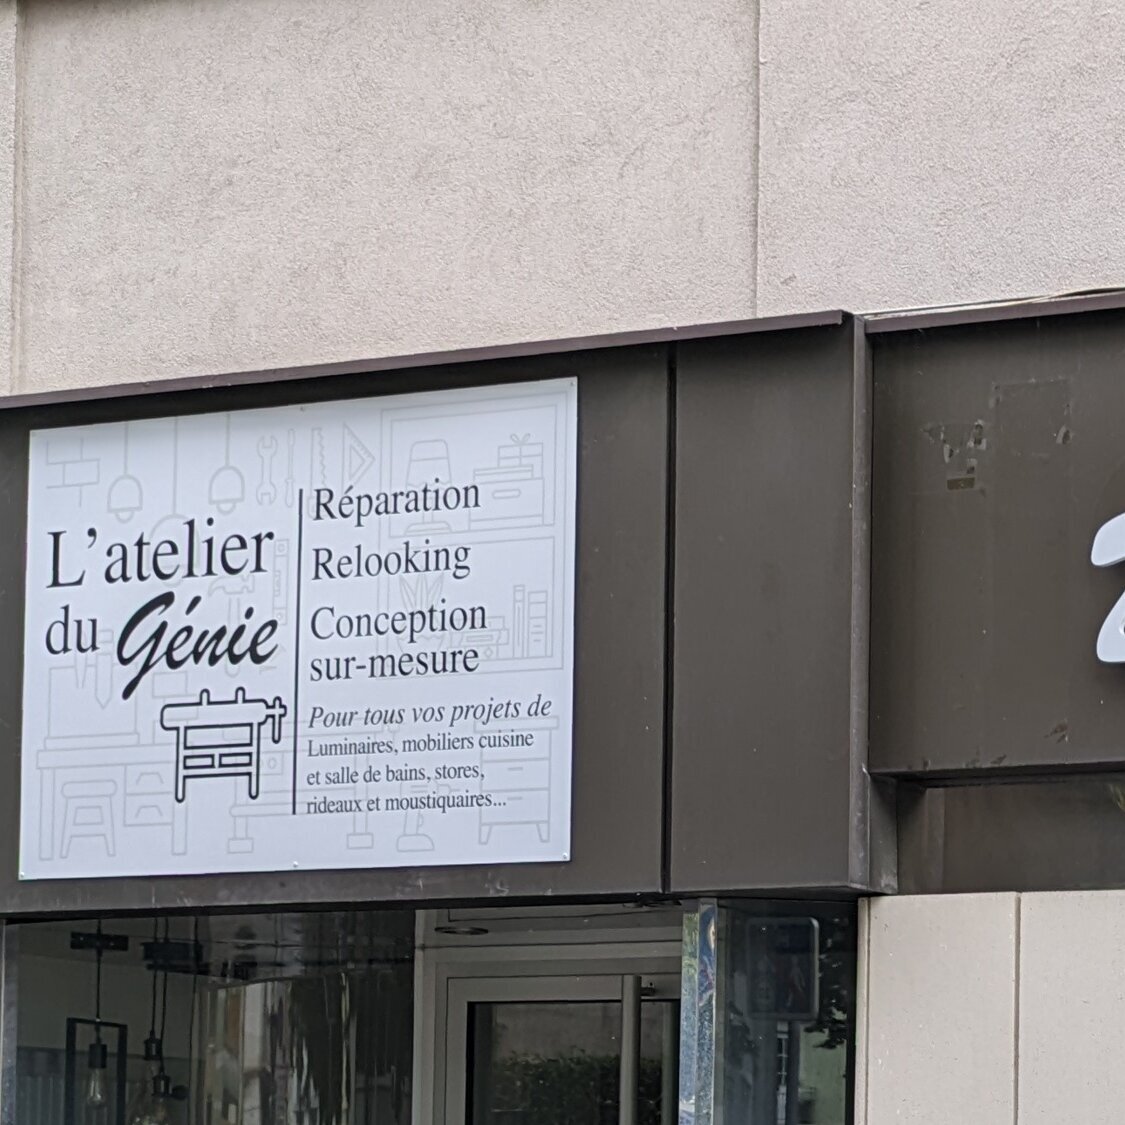 L'atelier
du Génie
Réparation
Relooking
Conception
sur-mesure
Pour tous vos projets de
Luminaires, mobiliers cuisine
et salle de bains, stores,
rideaux et moustiquaires...